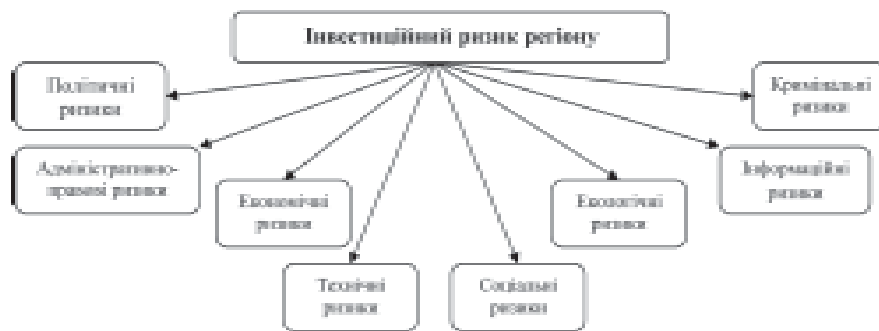 Інвестиційний ризик регіону
Політичні
ризики
Кримінальні
ризики
Адміністративно-
правові ризики
Інформаційні
ризики
Економічні
ризики
Екологічні
ризики
Технічні
ризики
Соціальні
ризики